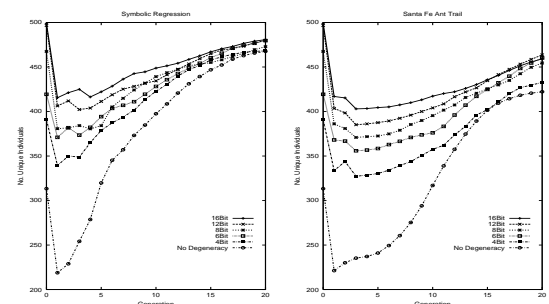 Symbolic Regression
500
450
400
350
300
250
200
No. Unique Individuals
0 5 10 15 20
Generation
16Bit
12Bit
8Bit
6Bit
4Bit
No Degeneracy
Santa Fe Ant Trail
500
450
400
350
300
250
200
No. Unique Individuals
0 5 10 15 20
Generation
16Bit
12Bit
8Bit
6Bit
4Bit
No Degeneracy